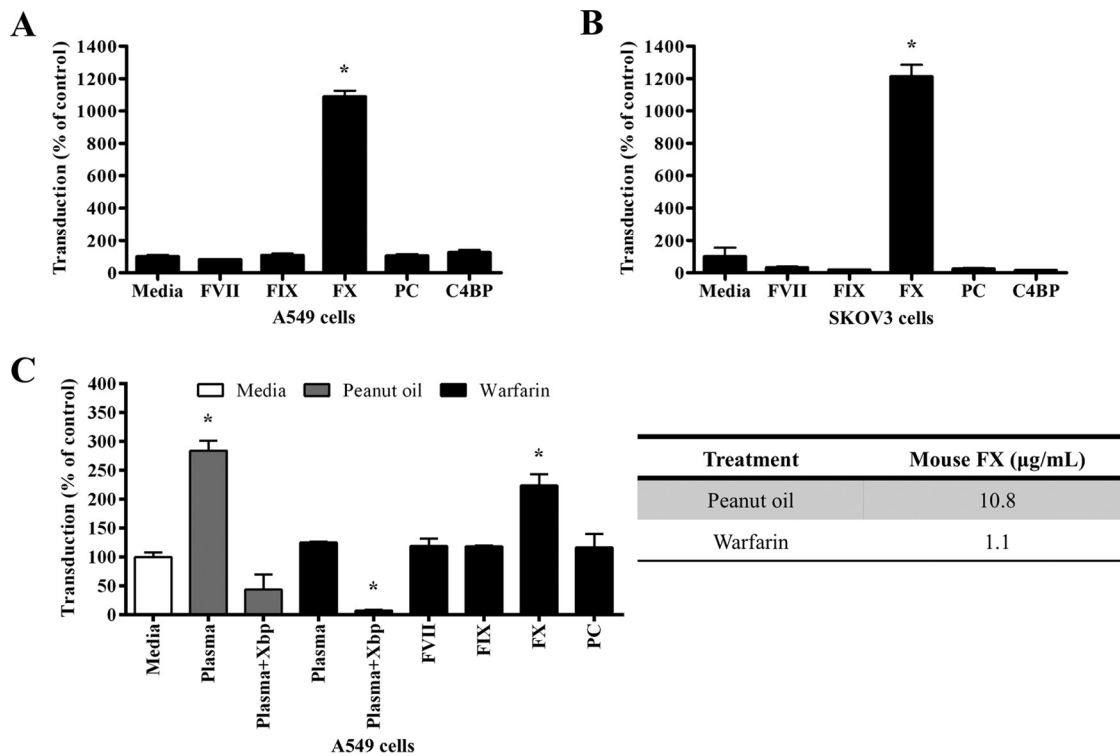 A
Transduction (% of control)
1400
1200
1000
800
600
400
200
0
*
Media FVII FIX FX PC C4BP
A549 cells
B
Transduction (% of control)
1400
1200
1000
800
600
400
200
0
*
Media FVII FIX FX PC C4BP
SKOV3 cells
C
Transduction (% of control)
400
350
300
250
200
150
100
50
0
Media Peanut oil Warfarin
*
*
*
Media
Plasma
Plasma+Xbp
Plasma
Plasma+Xbp
FVII
FIX
FX
PC
A549 cells
Treatment Mouse FX (µg/mL)
Peanut oil 10.8
Warfarin 1.1